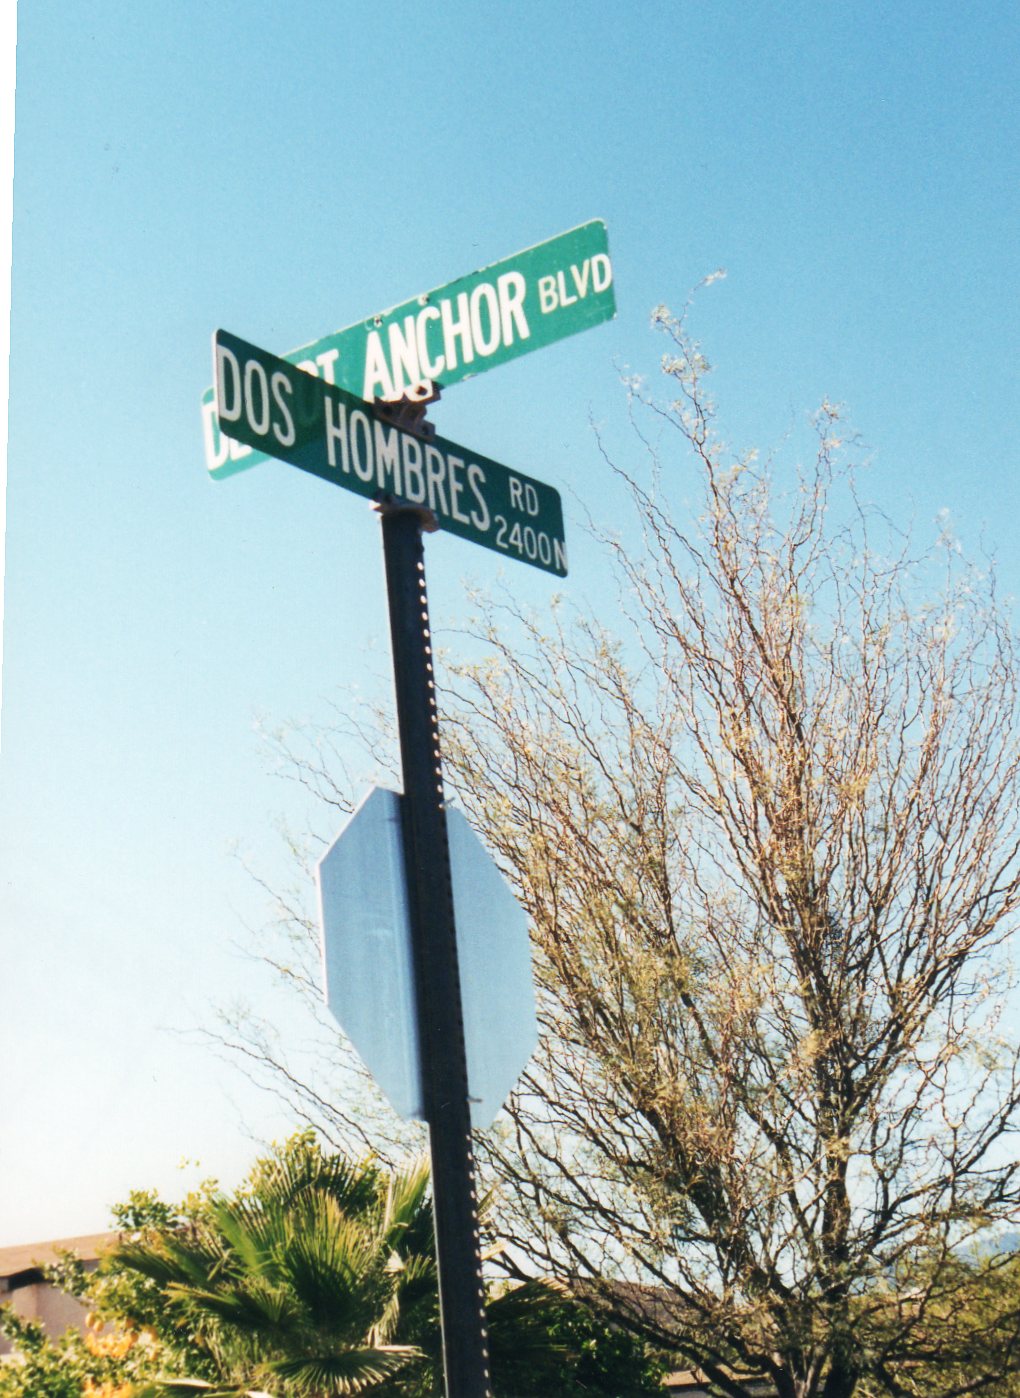 ANCHOR BLVD
DOS HOMBRES RD
2400N